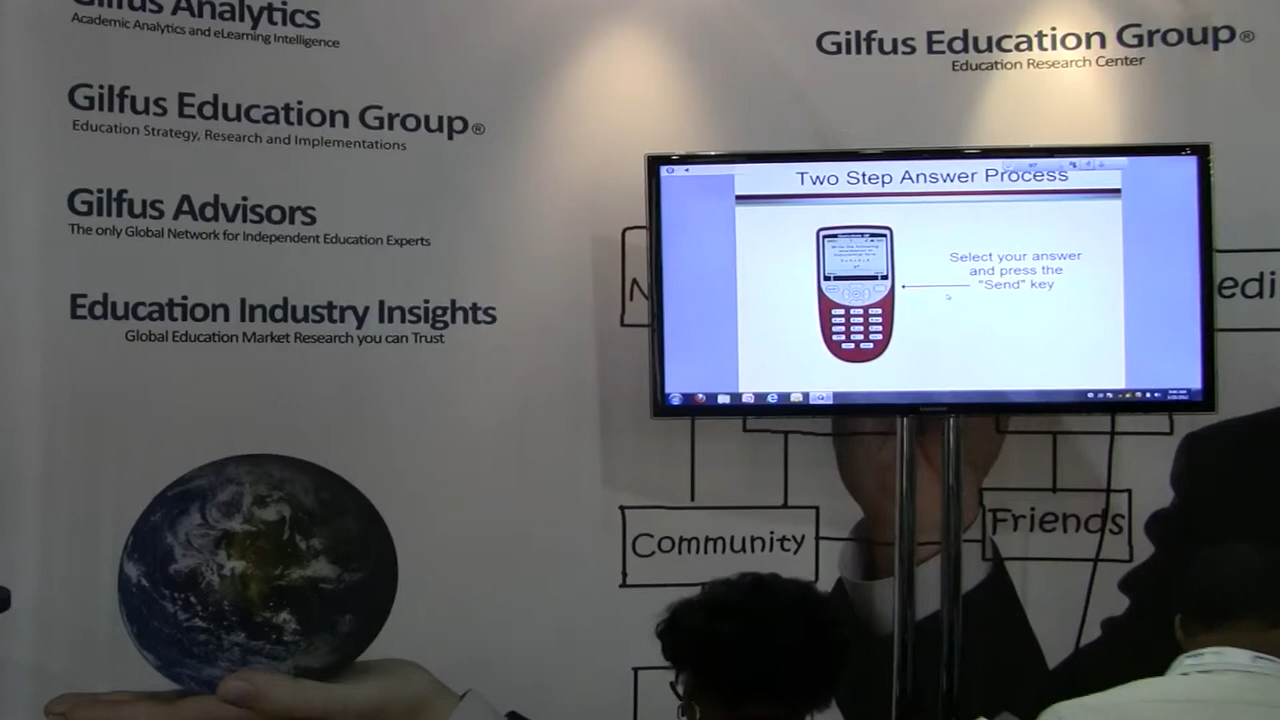 Gilfus Analytics
Academic Analytics and eLearning Intelligence
Gilfus Education Group®
Education Strategy, Research and Implementations
Gilfus Advisors
The only Global Network for Independent Education Experts
Education Industry Insights
Global Education Market Research you can Trust
Gilfus Education Group®
Education Research Center
Two Step Answer Process
Select your answer
and press the
"Send" key
N
edi
Community
Friends